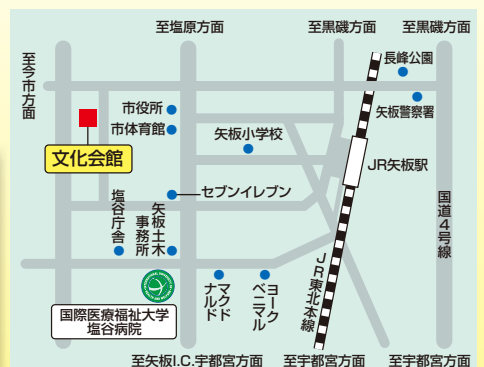 至塩原方面
至黒磯方面
至黒磯方面
至今市方面
長峰公園
市役所
矢板警察署
市体育館
矢板小学校
文化会館
JR矢板駅
セブンイレブン
塩谷庁舎
矢板土木
事務所
国道4号線
JR東北本線
マクド
ナルド
ヨーク
ベニマル
国際医療福祉大学
塩谷病院
至矢板I.C.宇都宮方面
至宇都宮方面
至宇都宮方面